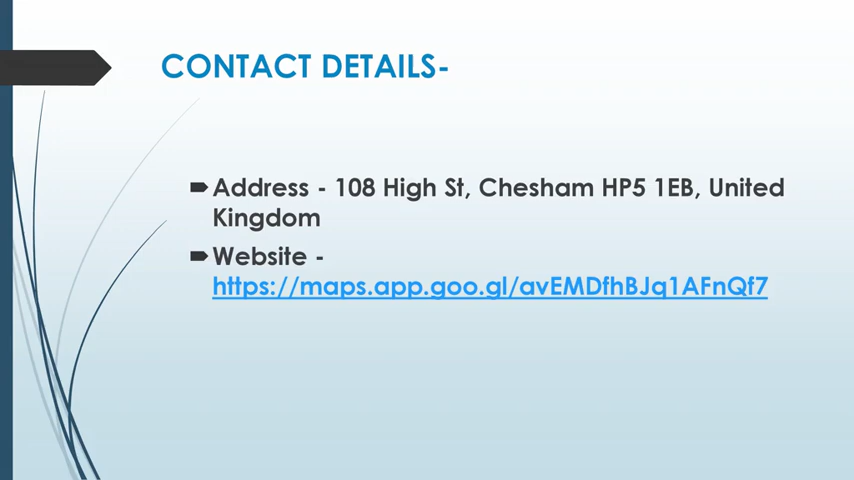 CONTACT DETAILS-
Address - 108 High St, Chesham HP5 1EB, United
Kingdom
Website -
https://maps.app.goo.gl/avEMDfhBJq1AFnQf7